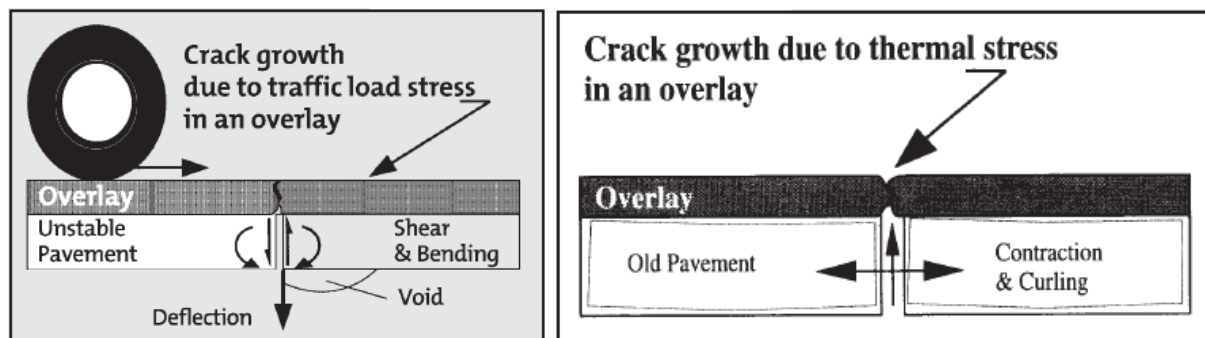 Crack growth
due to traffic load stress
in an overlay
Overlay
Unstable
Pavement
Shear
& Bending
Void
Deflection
Crack growth due to thermal stress
in an overlay
Overlay
Old Pavement
Contraction
& Curling